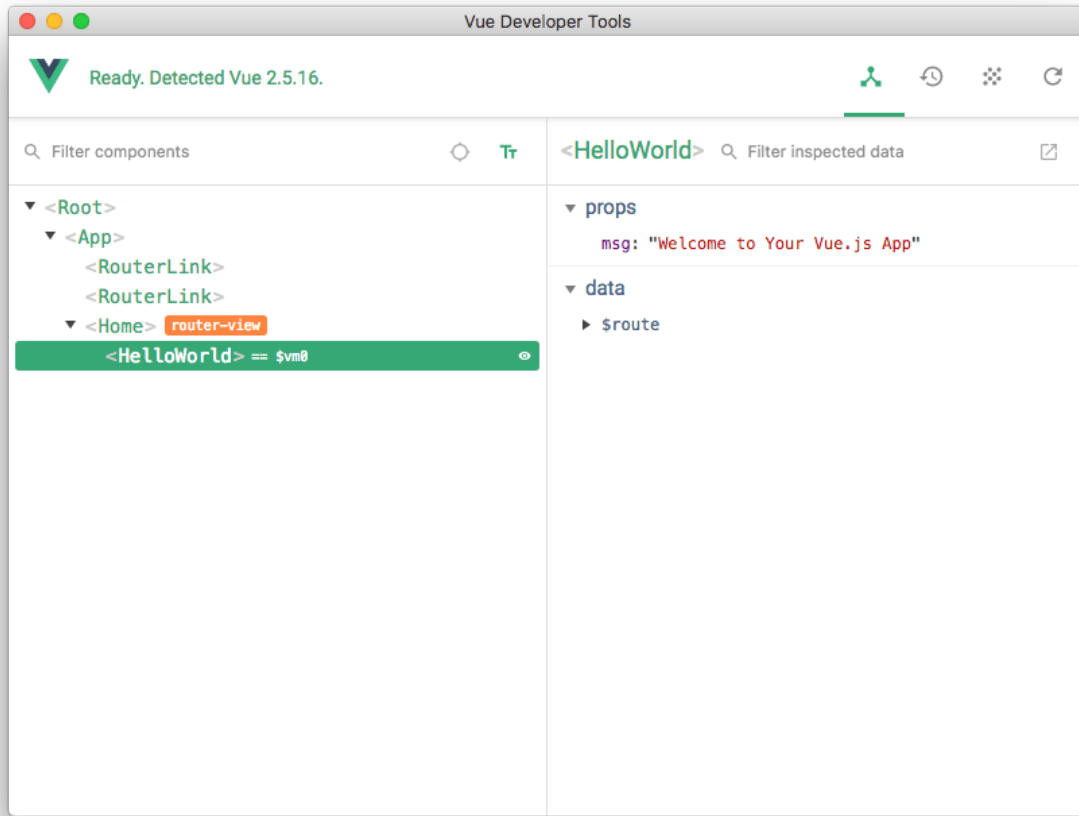 Vue Developer Tools
Ready. Detected Vue 2.5.16.
Filter components
<Root>
<App>
<RouterLink>
<RouterLink>
<Home> router-view
<HelloWorld> == $vm0
<HelloWorld> Filter inspected data
props
msg: "Welcome to Your Vue.js App"
data
$route